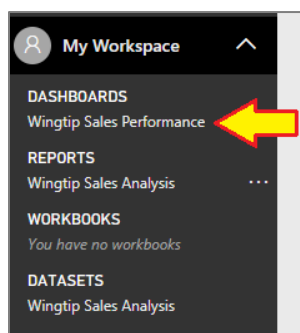 My Workspace
DASHBOARDS
Wingtip Sales Performance
REPORTS
Wingtip Sales Analysis ...
WORKBOOKS
You have no workbooks
DATASETS
Wingtip Sales Analysis